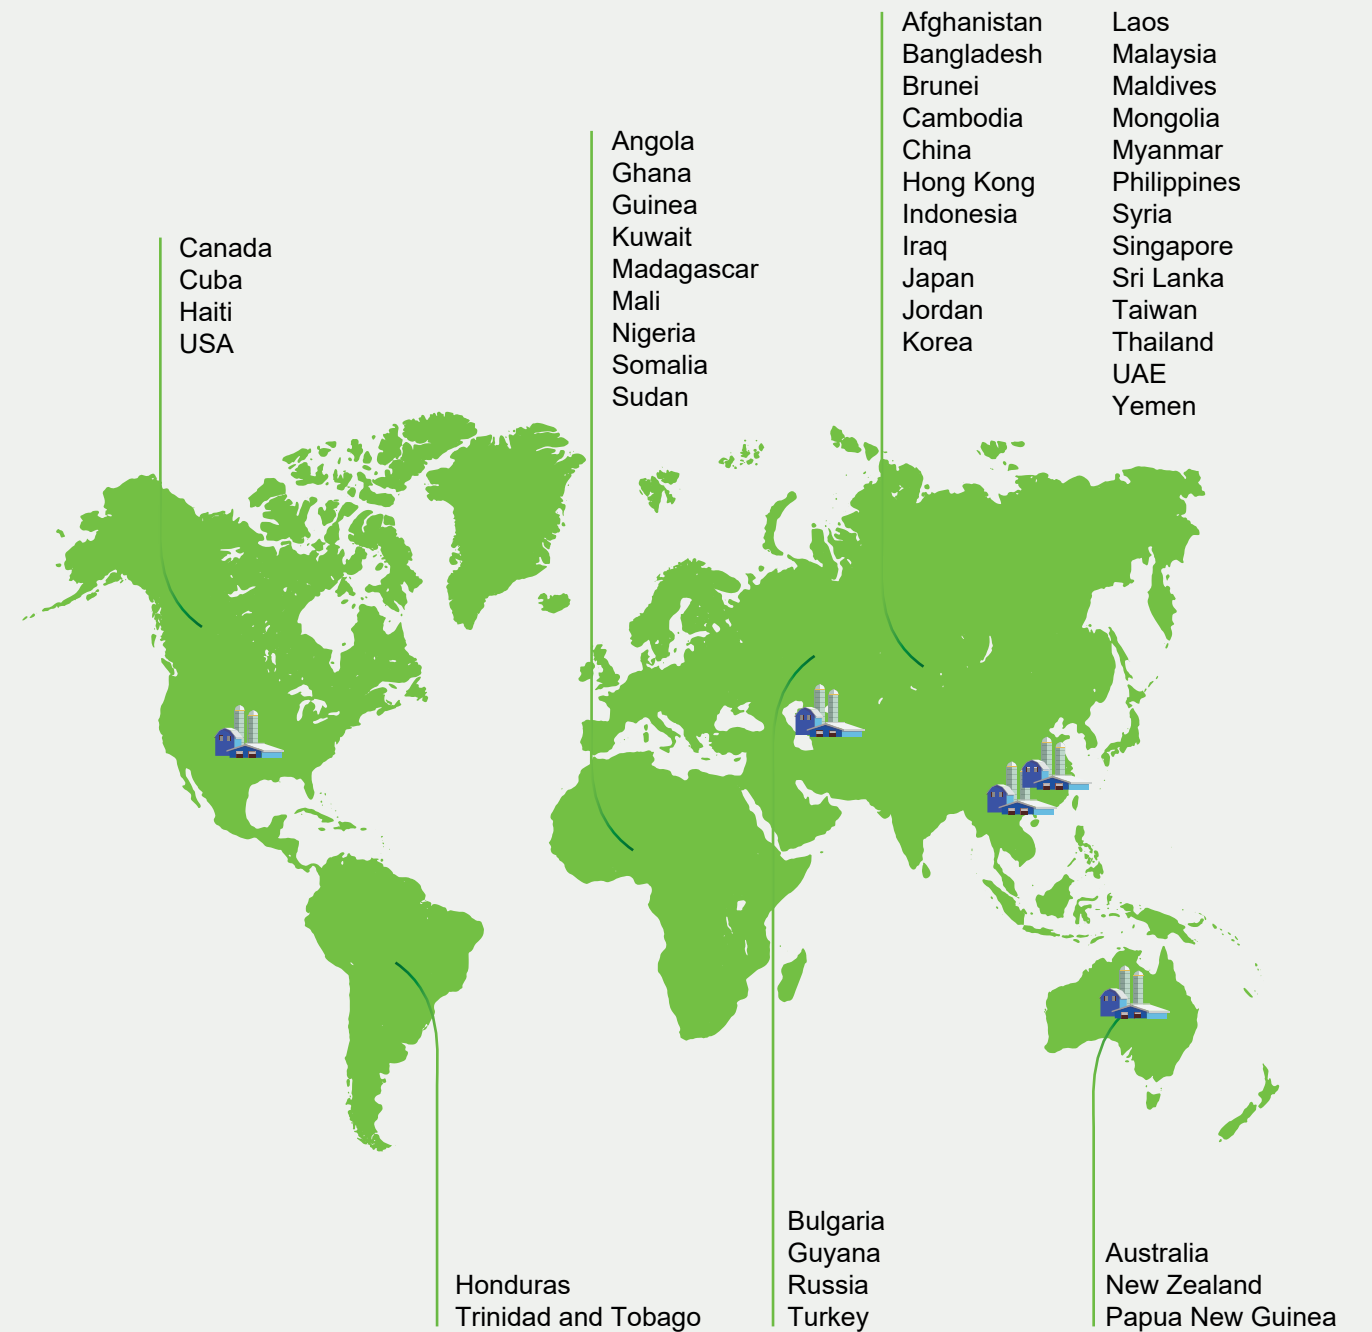 Afghanistan
Bangladesh
Brunei
Cambodia
China
Hong Kong
Indonesia
Iraq
Japan
Jordan
Korea
Laos
Malaysia
Maldives
Mongolia
Myanmar
Philippines
Syria
Singapore
Sri Lanka
Taiwan
Thailand
UAE
Yemen
Angola
Ghana
Guinea
Kuwait
Madagascar
Mali
Nigeria
Somalia
Sudan
Canada
Cuba
Haiti
USA
Honduras
Trinidad and Tobago
Bulgaria
Guyana
Russia
Turkey
Australia
New Zealand
Papua New Guinea